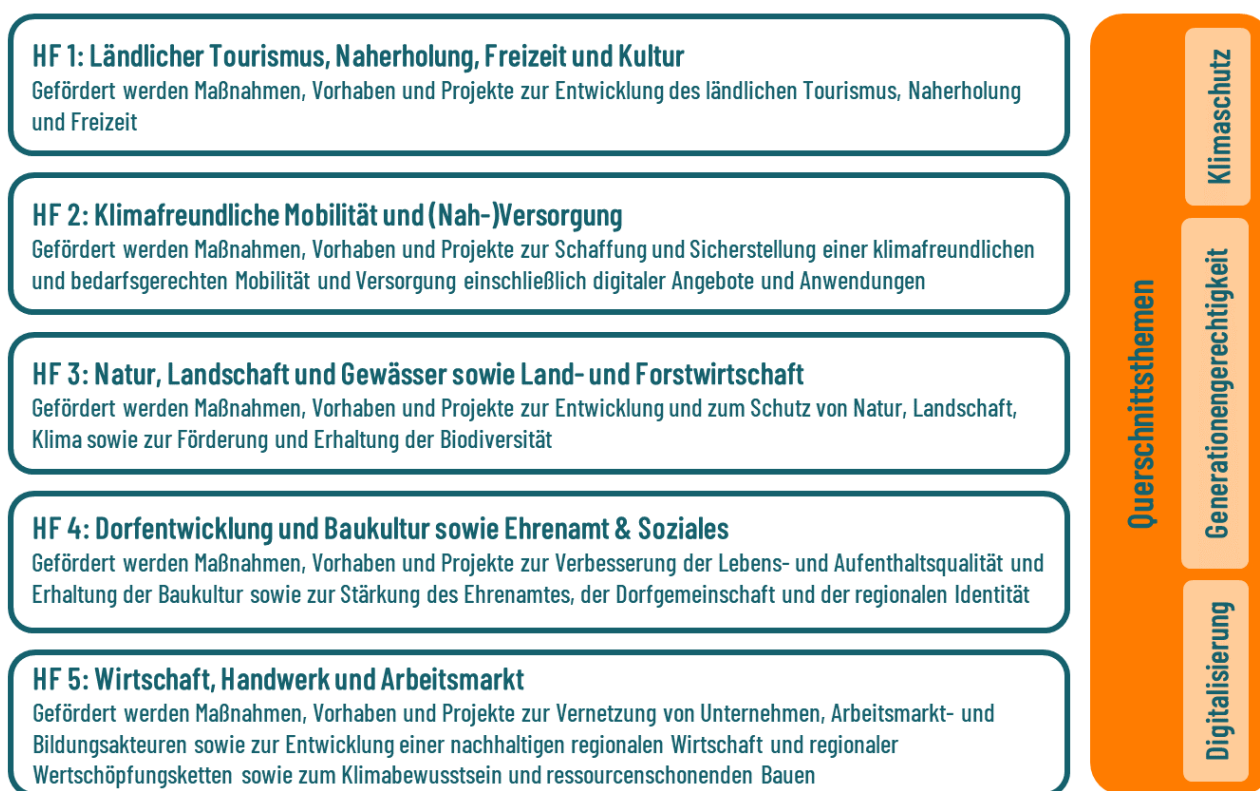 HF 1: Ländlicher Tourismus, Naherholung, Freizeit und Kultur
Gefördert werden Maßnahmen, Vorhaben und Projekte zur Entwicklung des ländlichen Tourismus, Naherholung
und Freizeit
HF 2: Klimafreundliche Mobilität und (Nah-)Versorgung
Gefördert werden Maßnahmen, Vorhaben und Projekte zur Schaffung und Sicherstellung einer klimafreundlichen
und bedarfsgerechten Mobilität und Versorgung einschließlich digitaler Angebote und Anwendungen
HF 3: Natur, Landschaft und Gewässer sowie Land- und Forstwirtschaft
Gefördert werden Maßnahmen, Vorhaben und Projekte zur Entwicklung und zum Schutz von Natur, Landschaft,
Klima sowie zur Förderung und Erhaltung der Biodiversität
HF 4: Dorfentwicklung und Baukultur sowie Ehrenamt & Soziales
Gefördert werden Maßnahmen, Vorhaben und Projekte zur Verbesserung der Lebens- und Aufenthaltsqualität und
Erhaltung der Baukultur sowie zur Stärkung des Ehrenamtes, der Dorfgemeinschaft und der regionalen Identität
HF 5: Wirtschaft, Handwerk und Arbeitsmarkt
Gefördert werden Maßnahmen, Vorhaben und Projekte zur Vernetzung von Unternehmen, Arbeitsmarkt- und
Bildungsakteuren sowie zur Entwicklung einer nachhaltigen regionalen Wirtschaft und regionaler
Wertschöpfungsketten sowie zum Klimabewusstsein und ressourcenschonenden Bauen
Querschnittsthemen
Klimaschutz
Generationengerechtigkeit
Digitalisierung